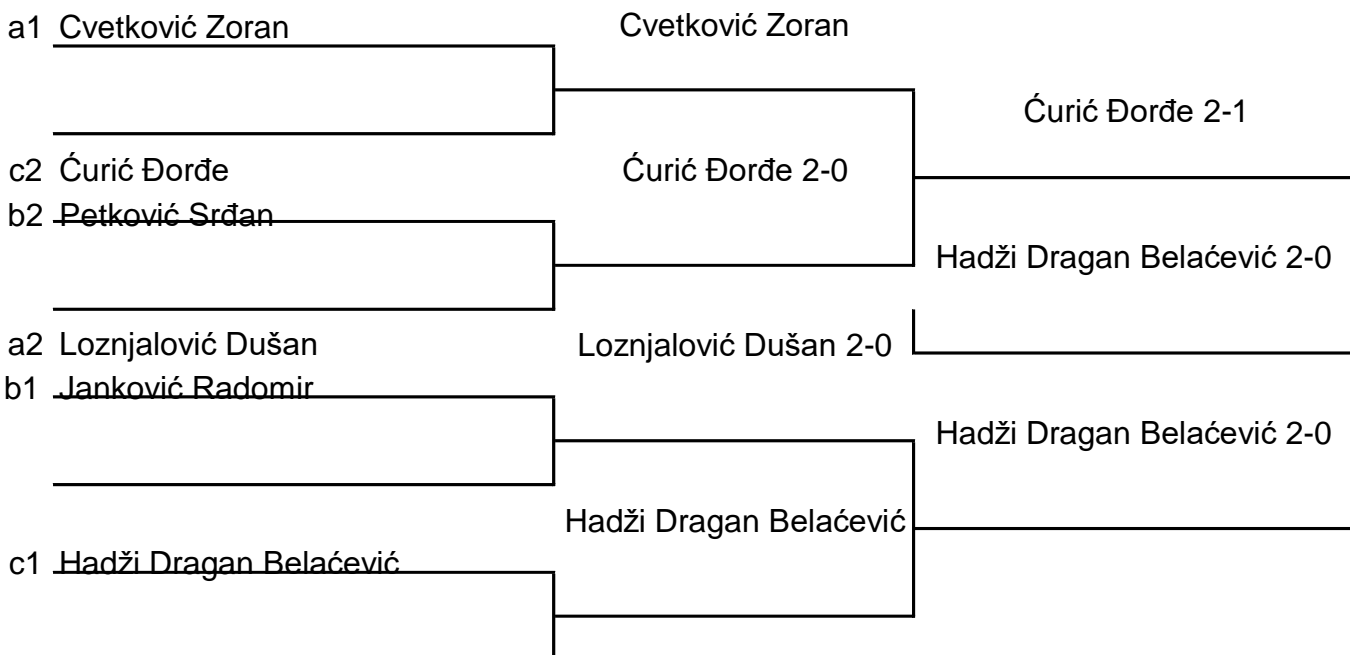 a1 Cvetković Zoran
Cvetković Zoran
Ćurić Đorđe 2-1
c2 Ćurić Đorđe
Ćurić Đorđe 2-0
b2 Petković Srđan
Hadži Dragan Belaćević 2-0
a2 Loznjalović Dušan
Loznjalović Dušan 2-0
b1 Janković Radomir
Hadži Dragan Belaćević 2-0
Hadži Dragan Belaćević
c1 Hadži Dragan Belaćević